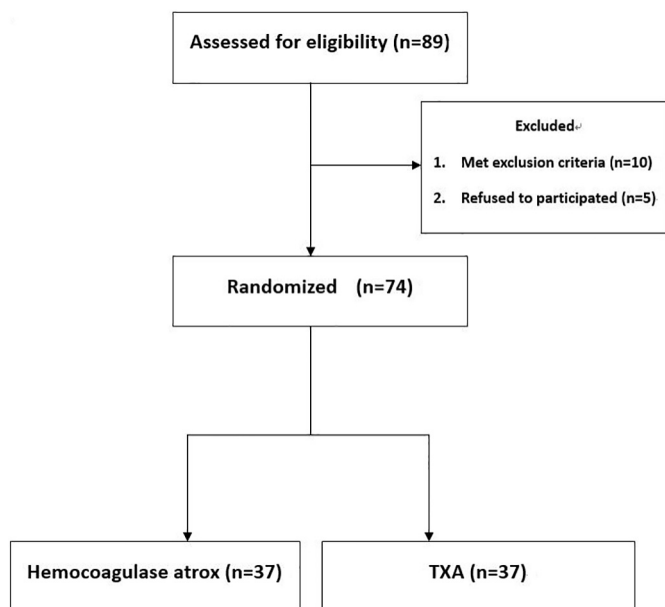 Assessed for eligibility (n=89)
Excluded↵
1. Met exclusion criteria (n=10)
2. Refused to participated (n=5)
Randomized (n=74)
Hemocoagulase atrox (n=37)
TXA (n=37)